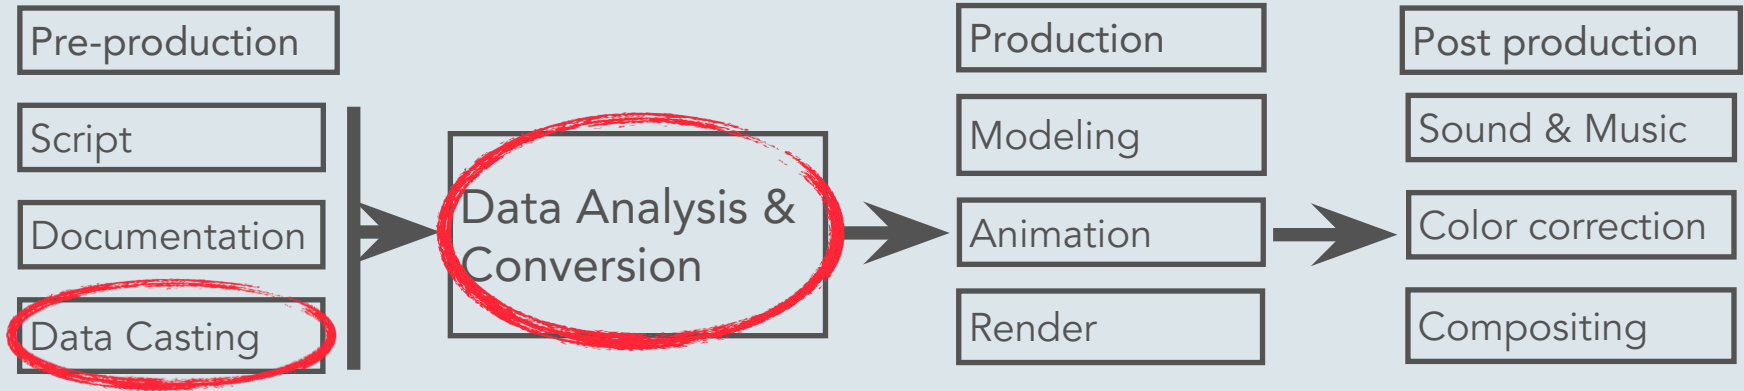 Pre-production
Script
Documentation
Data Casting
Data Analysis &
Conversion
Production
Modeling
Animation
Render
Post production
Sound & Music
Color correction
Compositing